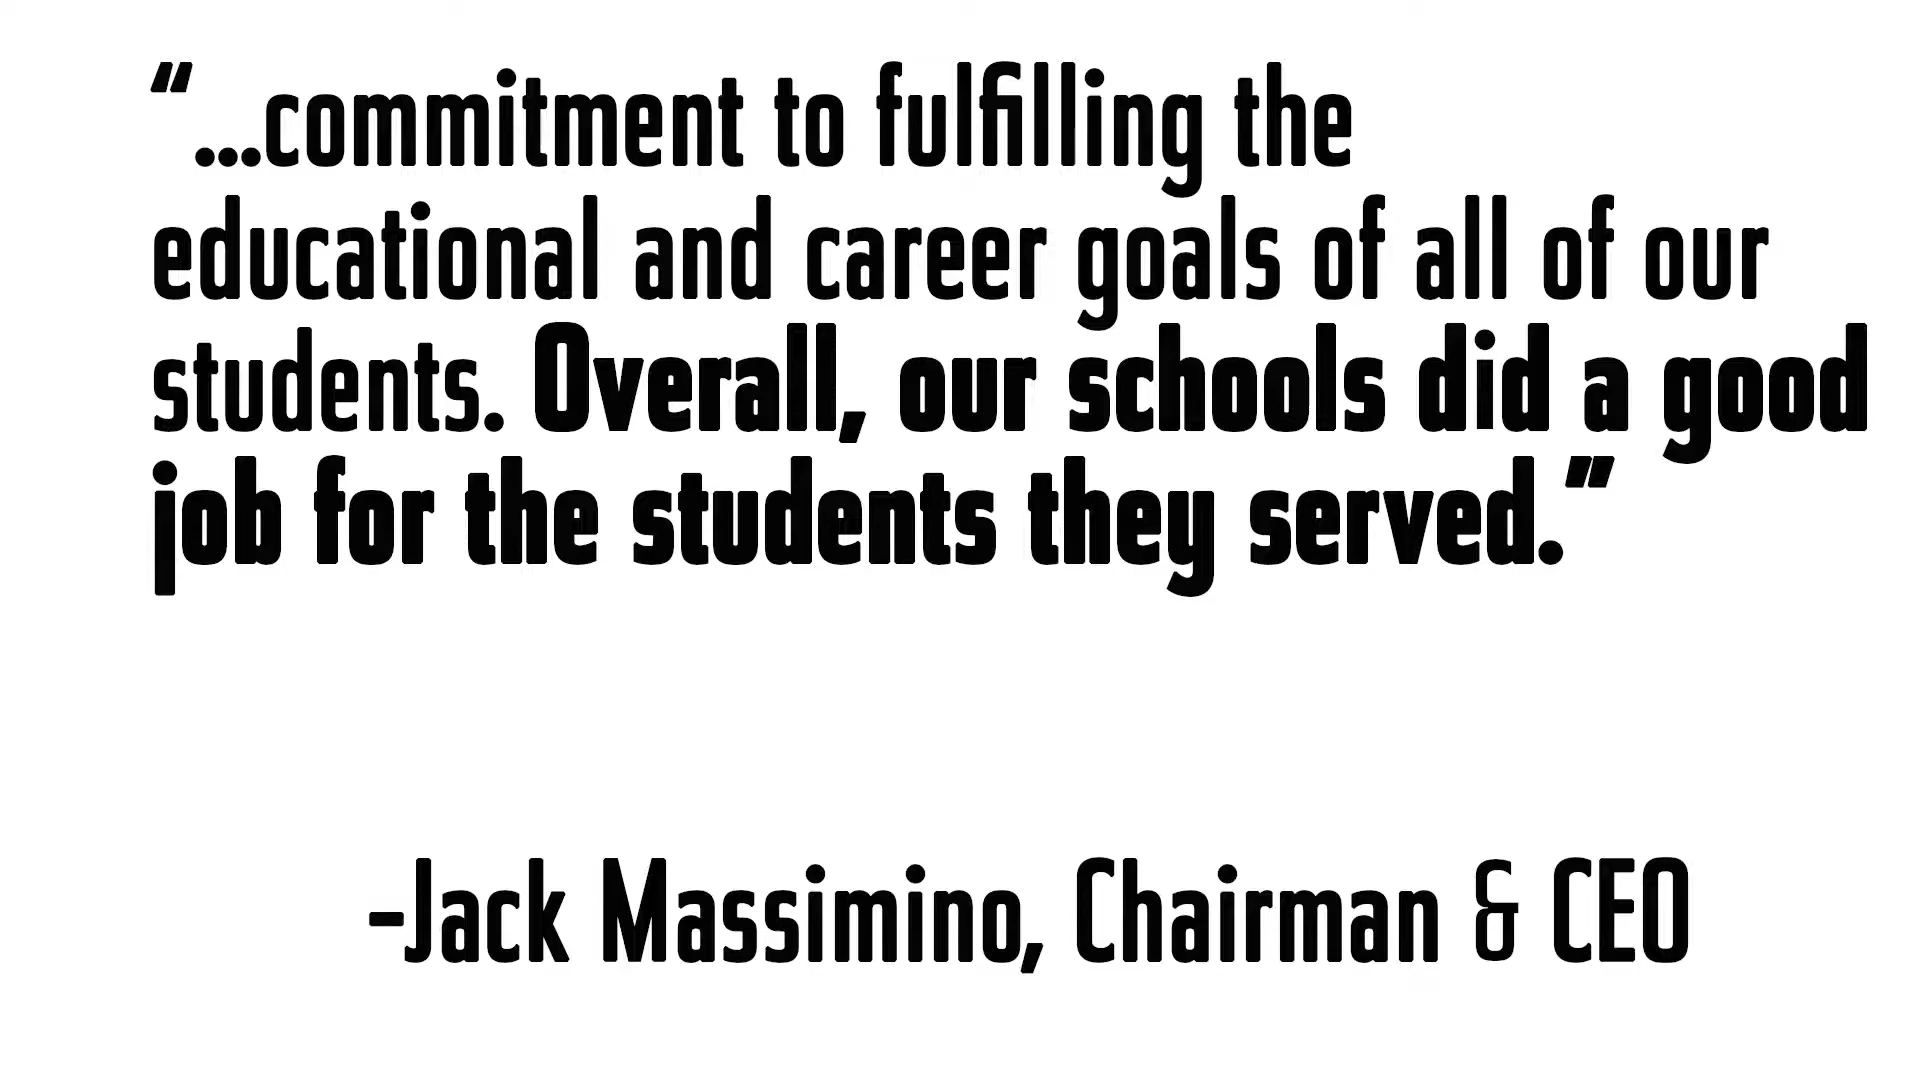 “...commitment to fulfilling the
educational and career goals of all of our
students. Overall, our schools did a good
job for the students they served.”
-Jack Massimino, Chairman & CEO